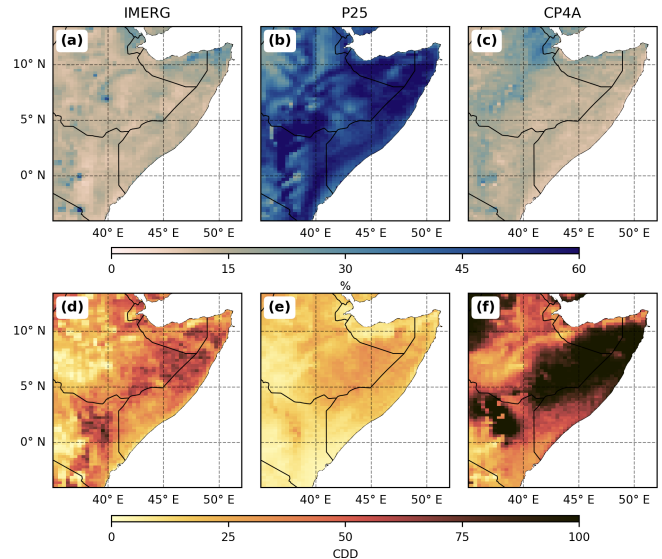 IMERG P25 CP4A
(a) (b) (c)
10° N
5° N
0° N
40° E 45° E 50° E 40° E 45° E 50° E 40° E 45° E 50° E
0 15 30 45 60
%
(d) (e) (f)
10° N
5° N
0° N
40° E 45° E 50° E 40° E 45° E 50° E 40° E 45° E 50° E
0 25 50 75 100
CDD